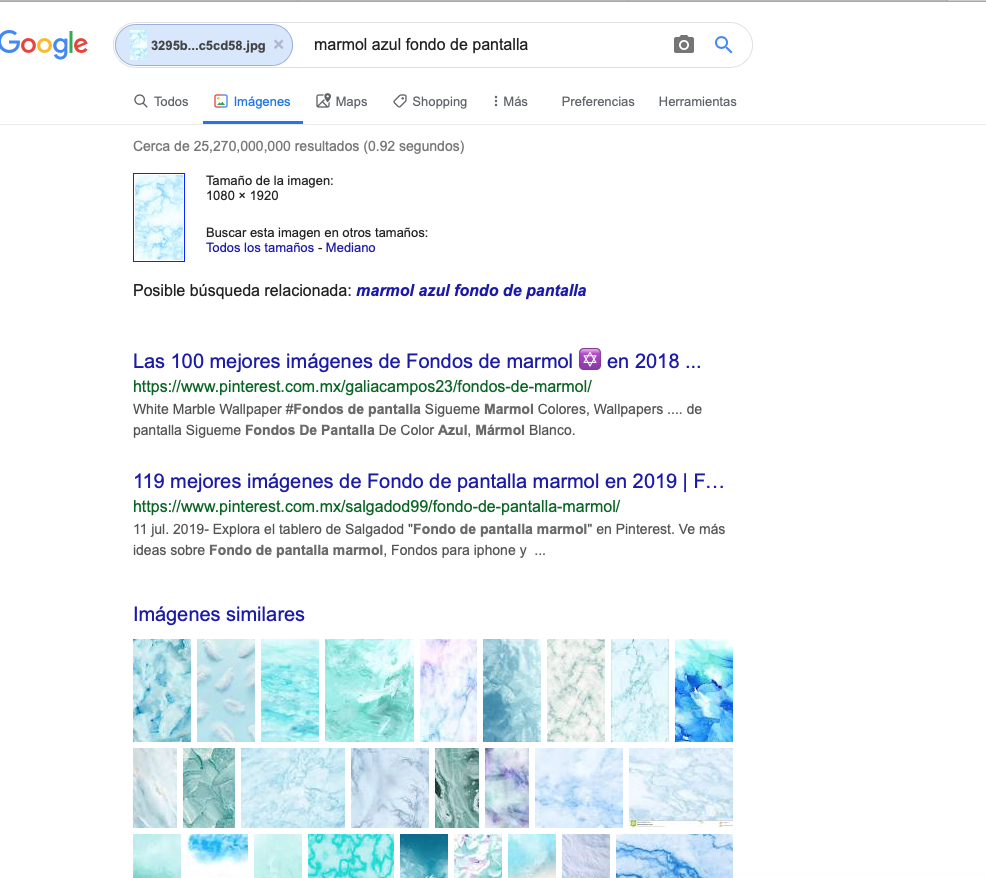 Google
3295b...c5cd58.jpg × marmol azul fondo de pantalla
Todos Imágenes Maps Shopping Más Preferencias Herramientas
Cerca de 25,270,000,000 resultados (0.92 segundos)
Tamaño de la imagen:
1080 × 1920
Buscar esta imagen en otros tamaños:
Todos los tamaños - Mediano
Posible búsqueda relacionada: marmol azul fondo de pantalla
Las 100 mejores imágenes de Fondos de marmol 🔯 en 2018 ...
https://www.pinterest.com.mx/galiacampos23/fondos-de-marmol/
White Marble Wallpaper #Fondos de pantalla Sigueme Marmol Colores, Wallpapers .... de
pantalla Sigueme Fondos De Pantalla De Color Azul, Mármol Blanco.
119 mejores imágenes de Fondo de pantalla marmol en 2019 | F…
https://www.pinterest.com.mx/salgadod99/fondo-de-pantalla-marmol/
11 jul. 2019- Explora el tablero de Salgadod "Fondo de pantalla marmol" en Pinterest. Ve más
ideas sobre Fondo de pantalla marmol, Fondos para iphone y ...
Imágenes similares